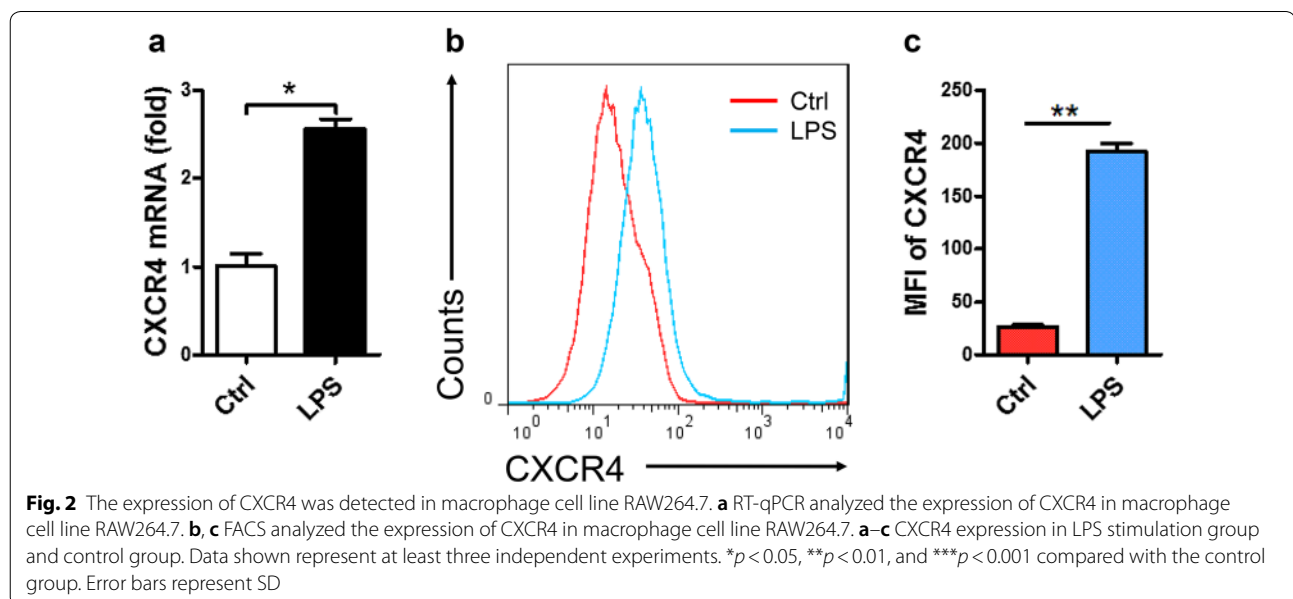 a
CXCR4 mRNA (fold)
3
2
1
0
*
Ctrl
LPS
b
Counts
0
Ctrl
LPS
10^0
10^1
10^2
10^3
10^4
CXCR4
c
MFI of CXCR4
250
200
150
100
50
0
**
Ctrl
LPS
Fig. 2 The expression of CXCR4 was detected in macrophage cell line RAW264.7. a RT-qPCR analyzed the expression of CXCR4 in macrophage
cell line RAW264.7. b, c FACS analyzed the expression of CXCR4 in macrophage cell line RAW264.7. a–c CXCR4 expression in LPS stimulation group
and control group. Data shown represent at least three independent experiments. *p < 0.05, **p < 0.01, and ***p < 0.001 compared with the control
group. Error bars represent SD